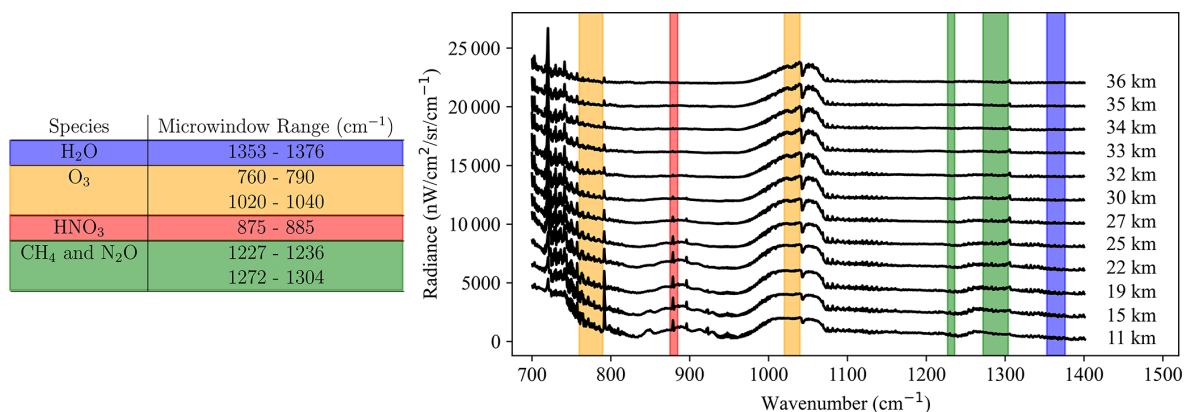 Species Microwindow Range (cm⁻¹)
H₂O 1353 - 1376
O₃ 760 - 790
1020 - 1040
HNO₃ 875 - 885
CH₄ and N₂O 1227 - 1236
1272 - 1304
Radiance (nW/cm²/sr/cm⁻¹)
25 000
20 000
15 000
10 000
5000
0
36 km
35 km
34 km
33 km
32 km
30 km
27 km
25 km
22 km
19 km
15 km
11 km
700 800 900 1000 1100 1200 1300 1400 1500
Wavenumber (cm⁻¹)